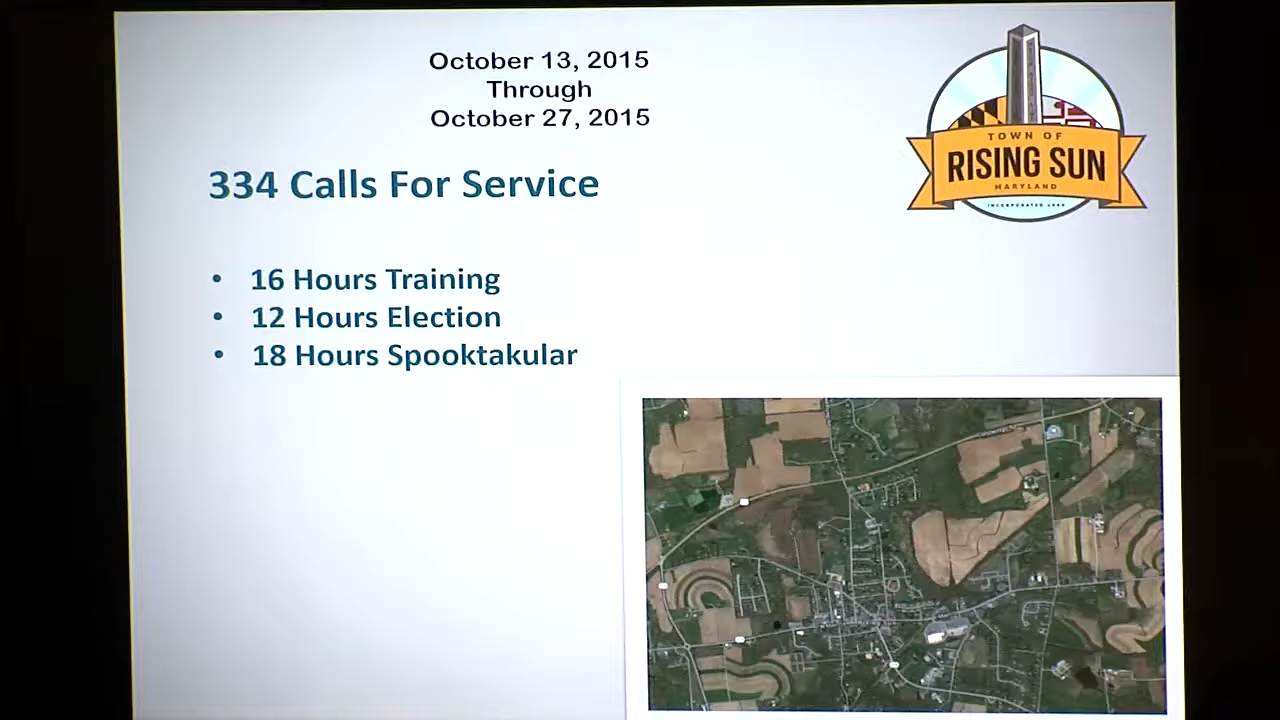 October 13, 2015
Through
October 27, 2015
334 Calls For Service
• 16 Hours Training
• 12 Hours Election
• 18 Hours Spooktakular
TOWN OF
RISING SUN
MARYLAND